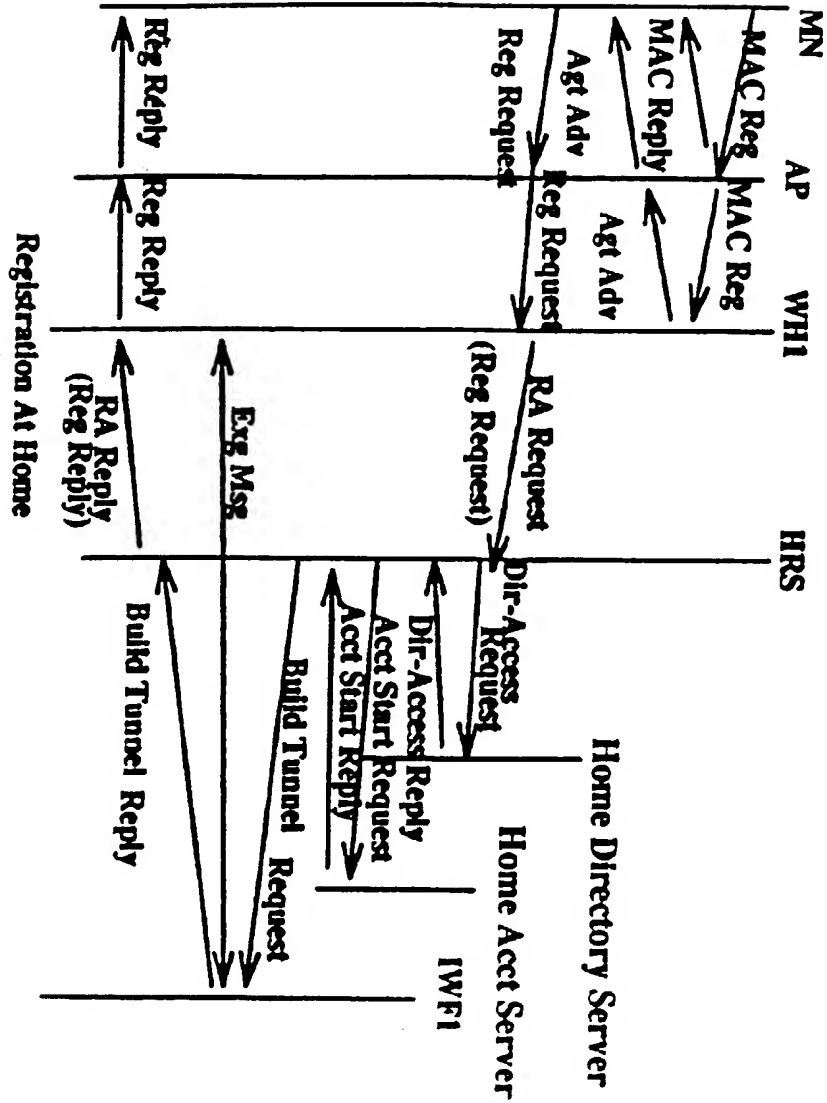 MN
AP
WH1
HRS
Home Directory Server
Home Acct Server
IWF1
MAC Reg
MAC Reg
MAC Reply
Agt Adv
Agt Adv
Reg Request
Reg Request
RA Request
(Reg Request)
Dir-Access
Request
Dir-Access Reply
Acct Start Request
Acct Start Reply
Build Tunnel Request
Exg Msg
Build Tunnel Reply
RA Reply
(Reg Reply)
Reg Reply
Reg Reply
Registration At Home